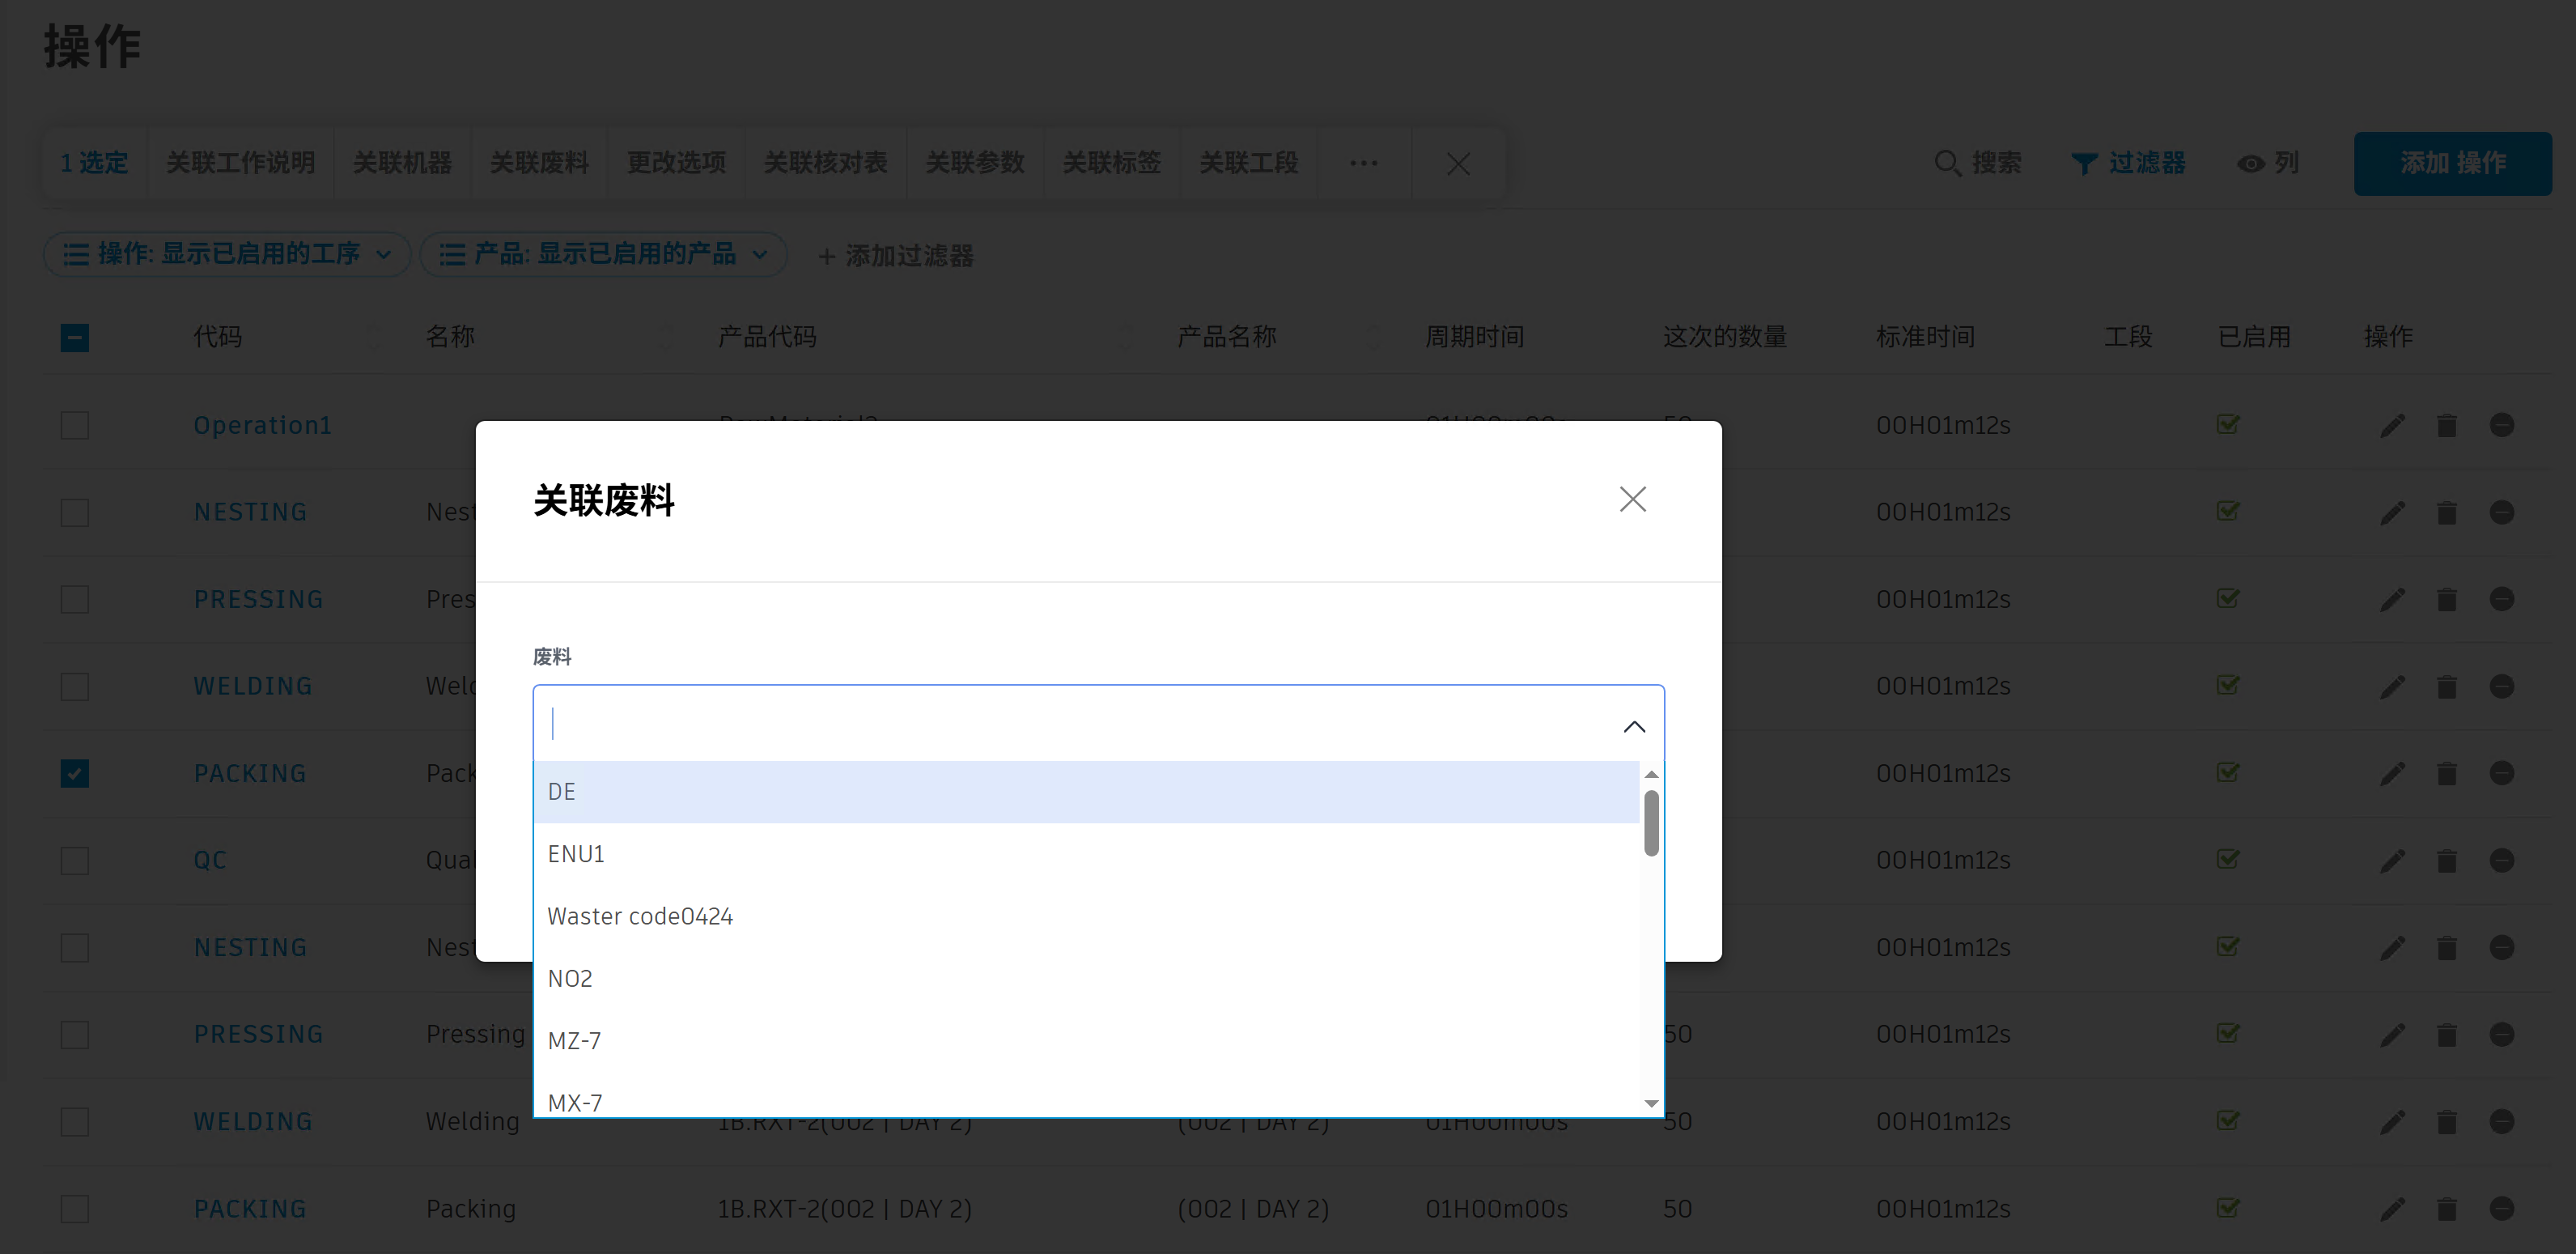 操作
1 选定 关联工作说明 关联机器 关联废料 更改选项 关联核对表 关联参数 关联标签 关联工段 ··· 搜索 过滤器 列 添加 操作
操作: 显示已启用的工序 产品: 显示已启用的产品 + 添加过滤器
代码 名称 产品代码 产品名称 周期时间 这次的数量 标准时间 工段 已启用 操作
Operation1 00H01m12s
NESTING 00H01m12s
PRESSING 00H01m12s
WELDING 00H01m12s
PACKING 00H01m12s
QC 00H01m12s
NESTING 00H01m12s
PRESSING Pressing 50 00H01m12s
WELDING Welding 1B.RXT-2(002 | DAY 2) (002 | DAY 2) 01H00m00s 50 00H01m12s
PACKING Packing 1B.RXT-2(002 | DAY 2) (002 | DAY 2) 01H00m00s 50 00H01m12s
关联废料
废料
DE
ENU1
Waster code0424
NO2
MZ-7
MX-7